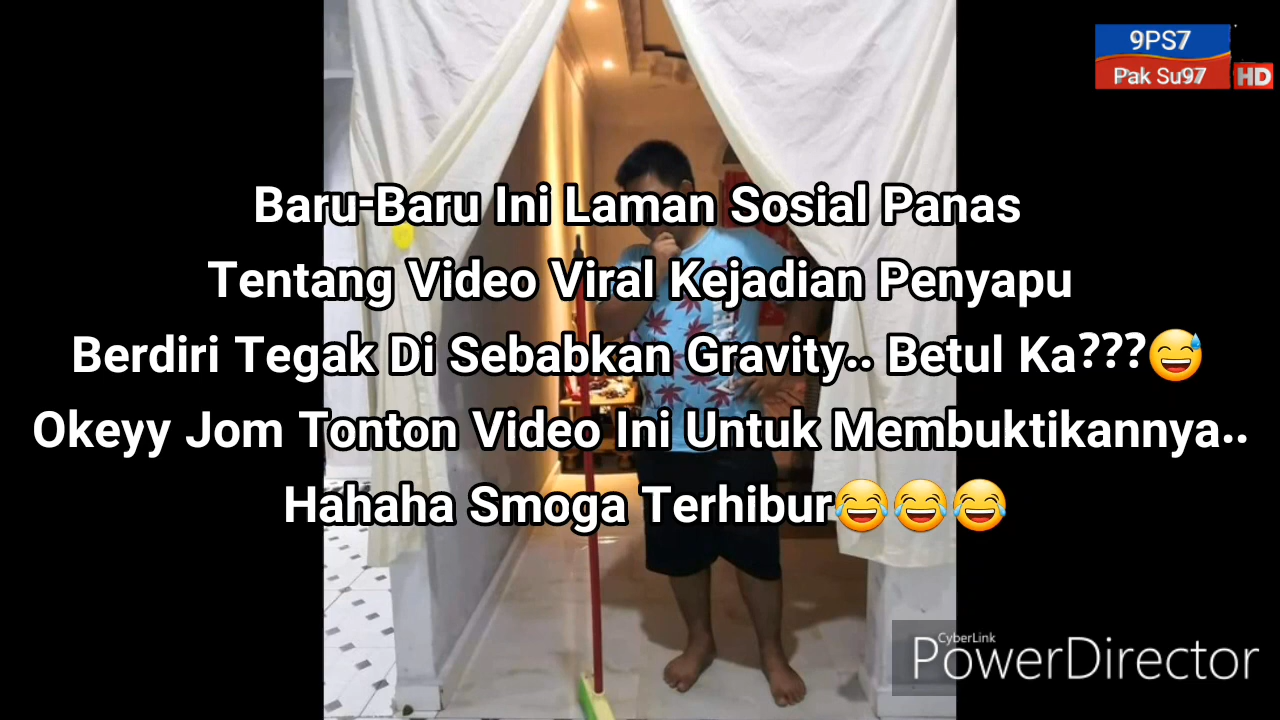 9PS7
Pak Su97
HD
Baru-Baru Ini Laman Sosial Panas
Tentang Video Viral Kejadian Penyapu
Berdiri Tegak Di Sebabkan Gravity.. Betul Ka???😅
Okeyy Jom Tonton Video Ini Untuk Membuktikannya..
Hahaha Smoga Terhibur😂😂😂
CyberLink
PowerDirector